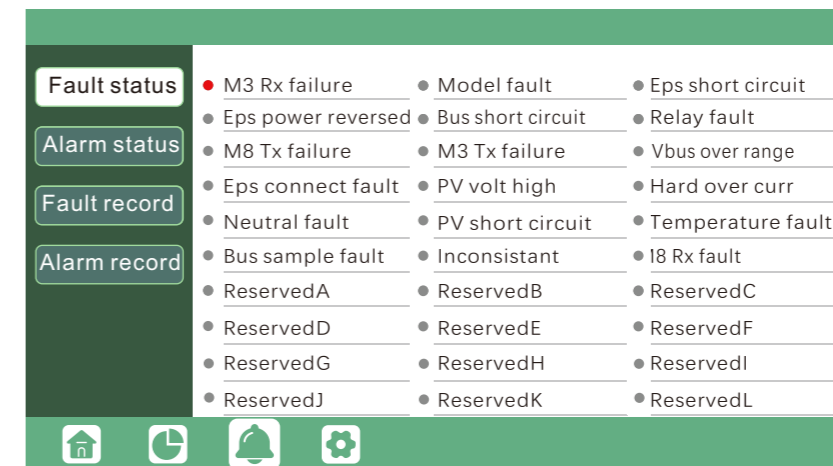 Fault status
Alarm status
Fault record
Alarm record
M3 Rx failure Model fault Eps short circuit
Eps power reversed Bus short circuit Relay fault
M8 Tx failure M3 Tx failure Vbus over range
Eps connect fault PV volt high Hard over curr
Neutral fault PV short circuit Temperature fault
Bus sample fault Inconsistant 18 Rx fault
ReservedA ReservedB ReservedC
ReservedD ReservedE ReservedF
ReservedG ReservedH ReservedI
ReservedJ ReservedK ReservedL